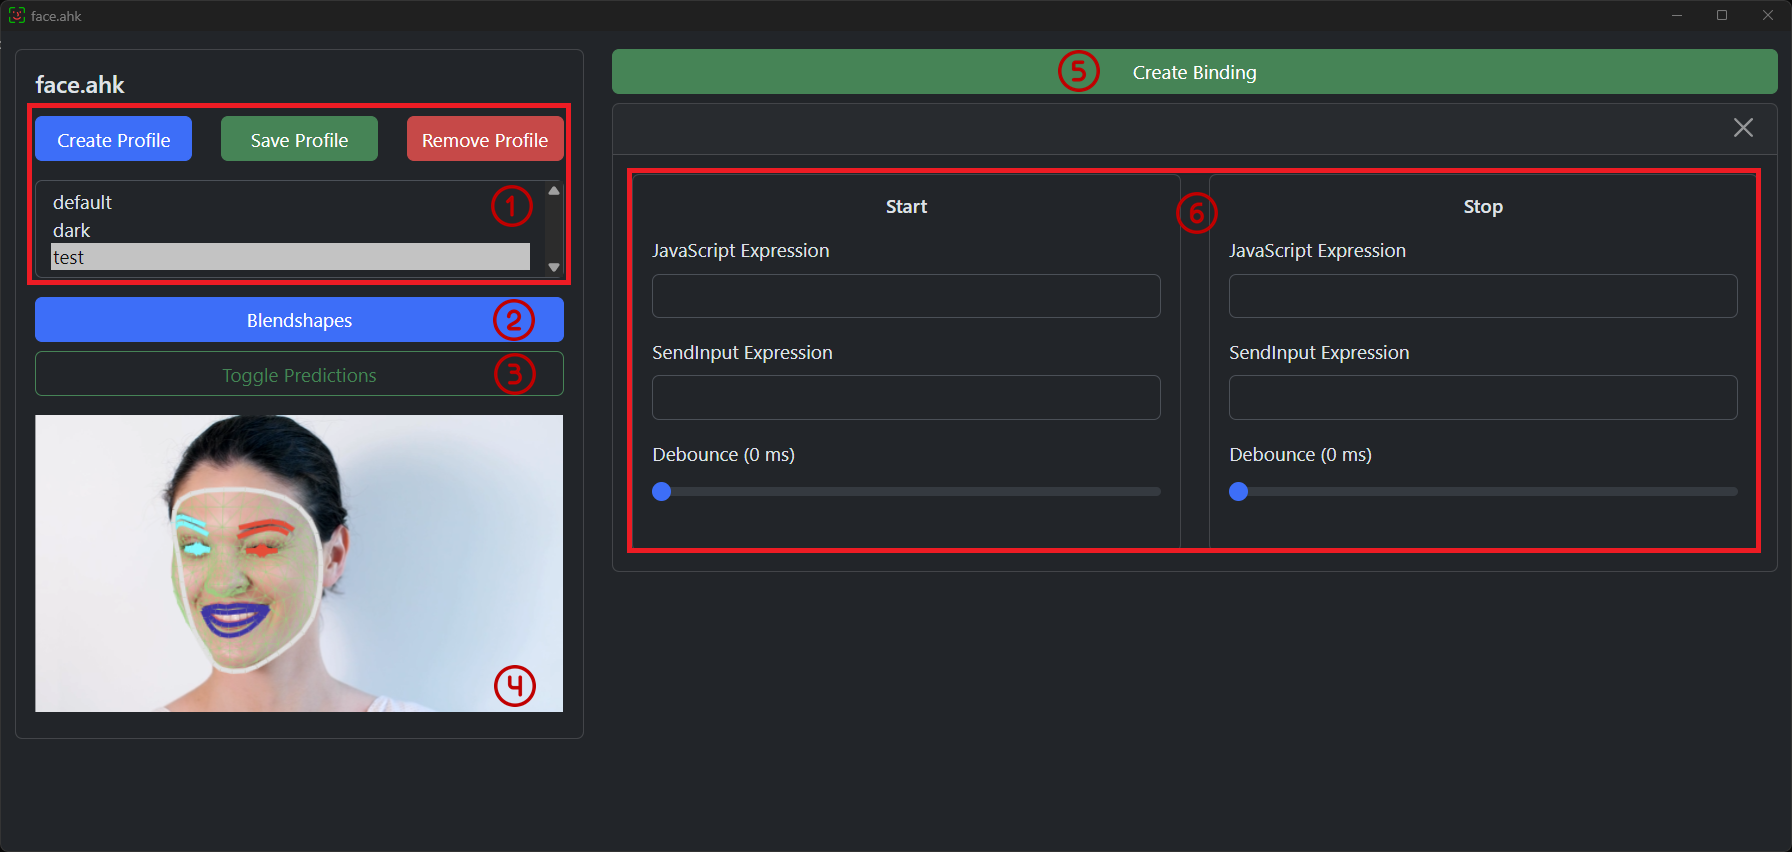 face.ahk
face.ahk
Create Profile
Save Profile
Remove Profile
default
1
dark
test
Blendshapes
2
Toggle Predictions
3
4
5
Create Binding
6
Start
JavaScript Expression
SendInput Expression
Debounce (0 ms)
Stop
JavaScript Expression
SendInput Expression
Debounce (0 ms)